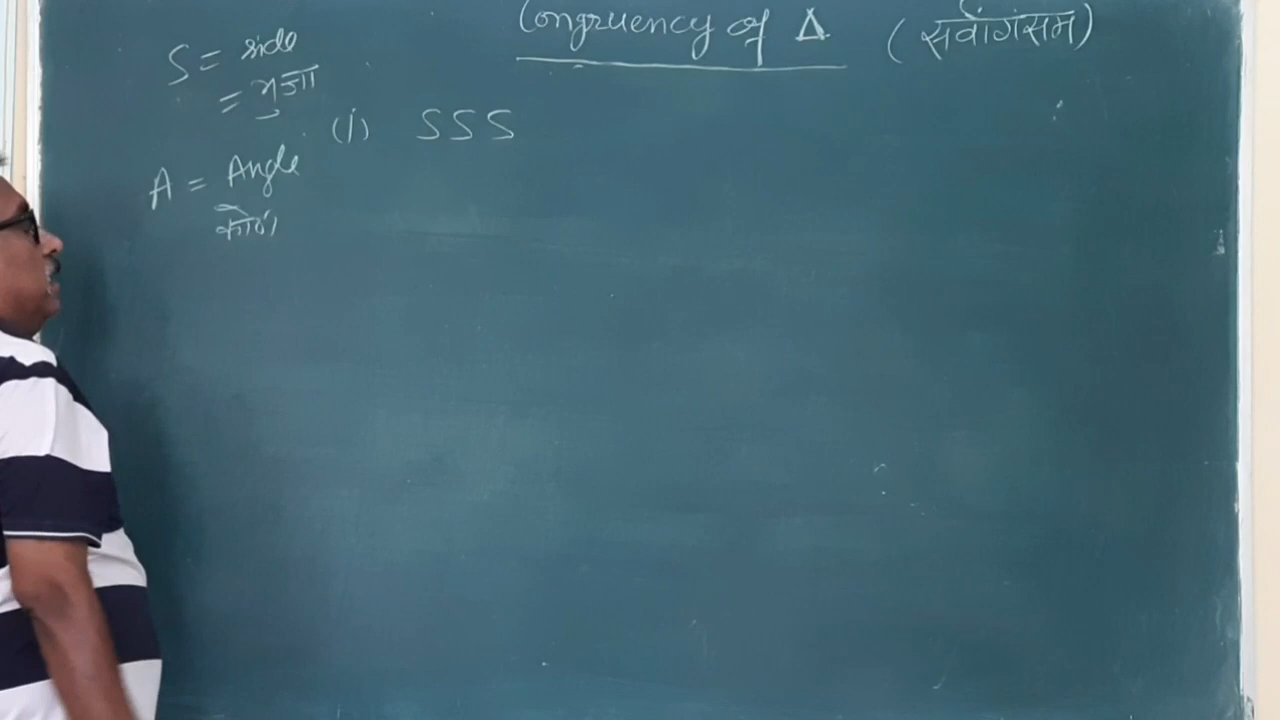 Congruency of Δ (सर्वांगसम)
S = side
= भुजा
A = Angle
कोण
(i) SSS